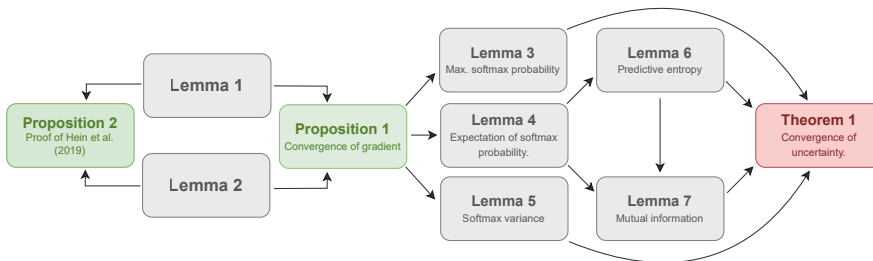 Lemma 1
Lemma 2
Proposition 2
Proof of Hein et al.
(2019)
Proposition 1
Convergence of gradient
Lemma 3
Max. softmax probability
Lemma 4
Expectation of softmax
probability.
Lemma 5
Softmax variance
Lemma 6
Predictive entropy
Lemma 7
Mutual information
Theorem 1
Convergence of
uncertainty.